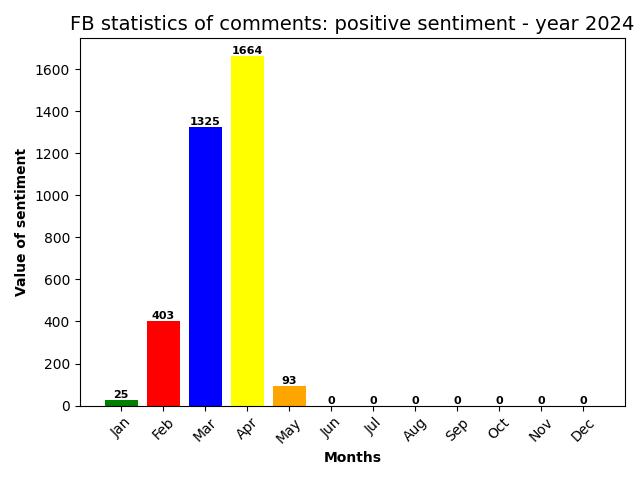 FB statistics of comments: positive sentiment - year 2024
Value of sentiment
1600
1400
1200
1000
800
600
400
200
0
25
403
1325
1664
93
0
0
0
0
0
0
0
Jan
Feb
Mar
Apr
May
Jun
Jul
Aug
Sep
Oct
Nov
Dec
Months